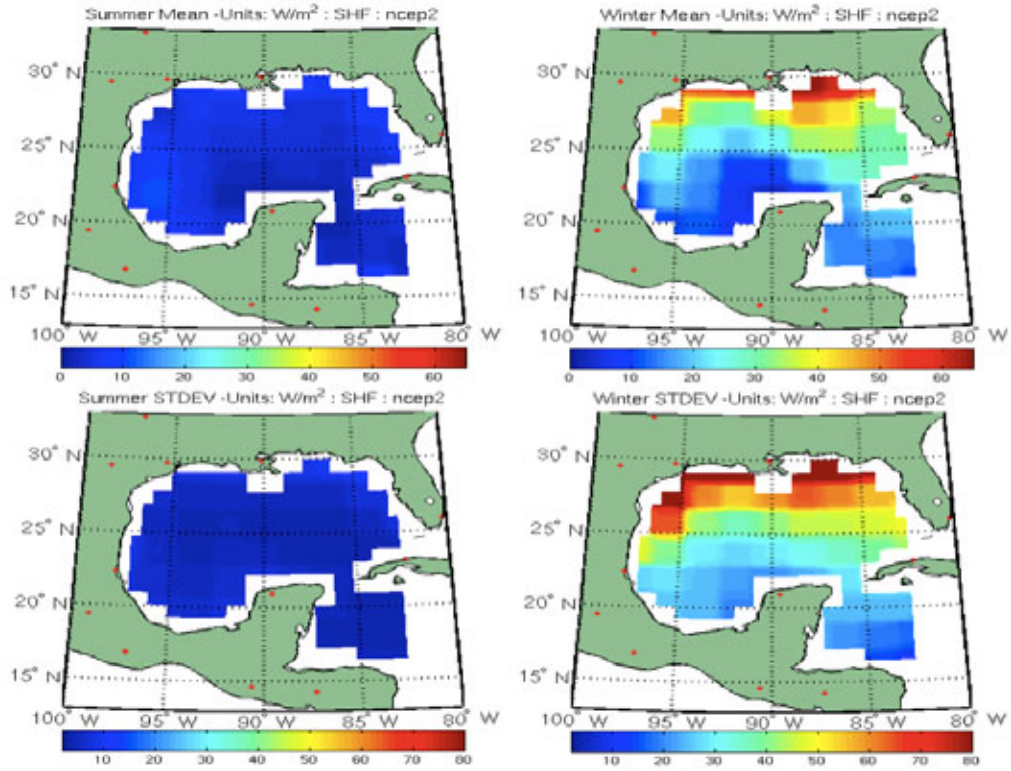 Summer Mean -Units: W/m² : SHF : ncep2
30° N
25° N
20° N
15° N
100° W 95° W 90° W 85° W 80° W
0 10 20 30 40 50 60
Winter Mean -Units: W/m² : SHF : ncep2
30° N
25° N
20° N
15° N
100° W 95° W 90° W 85° W 80° W
0 10 20 30 40 50 60
Summer STDEV -Units: W/m² : SHF : ncep2
30° N
25° N
20° N
15° N
100° W 95° W 90° W 85° W 80° W
10 20 30 40 50 60 70 80
Winter STDEV -Units: W/m² : SHF : ncep2
30° N
25° N
20° N
15° N
100° W 95° W 90° W 85° W 80° W
10 20 30 40 50 60 70 80